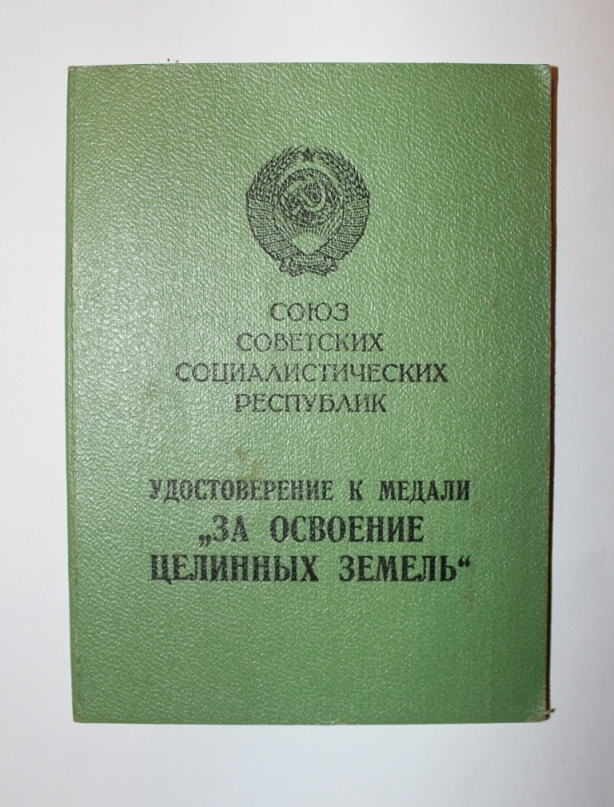 СОЮЗ
СОВЕТСКИХ
СОЦИАЛИСТИЧЕСКИХ
РЕСПУБЛИК
УДОСТОВЕРЕНИЕ К МЕДАЛИ
„ЗА ОСВОЕНИЕ
ЦЕЛИННЫХ ЗЕМЕЛЬ“